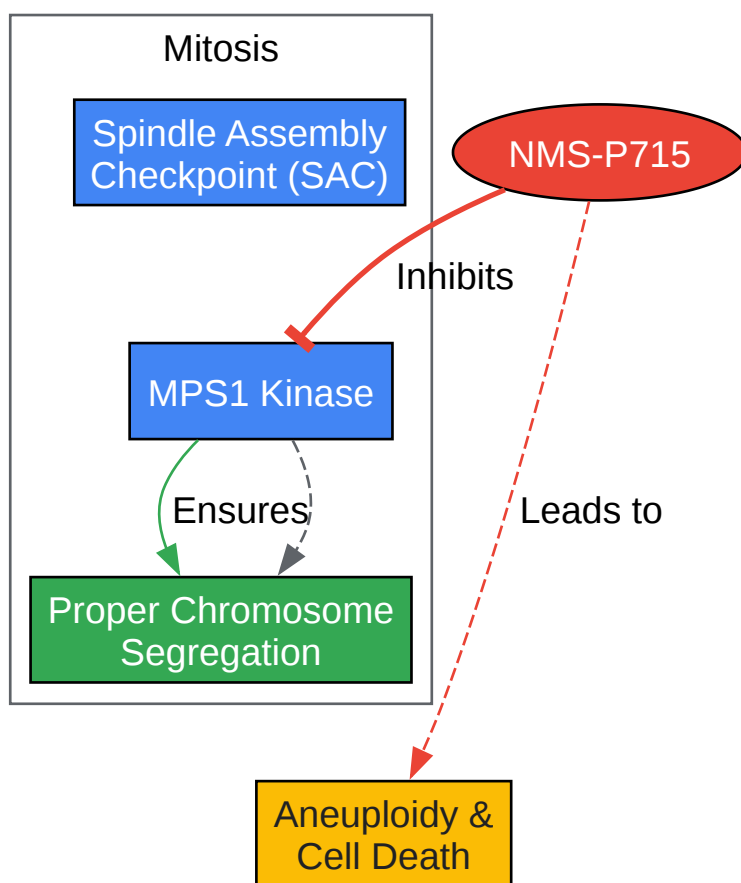 Mitosis
Spindle Assembly
Checkpoint (SAC)
NMS-P715
Inhibits
MPS1 Kinase
Ensures
Leads to
Proper Chromosome
Segregation
Aneuploidy &
Cell Death